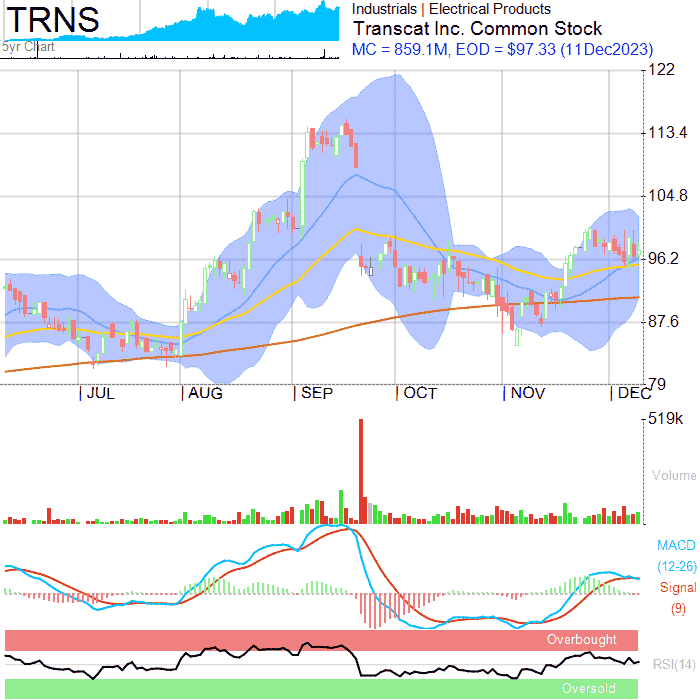 TRNS
5yr Chart
Industrials | Electrical Products
Transcat Inc. Common Stock
MC = 859.1M, EOD = $97.33 (11Dec2023)
122
113.4
104.8
96.2
87.6
79
JUL AUG SEP OCT NOV DEC
519k
Volume
MACD
(12-26)
Signal
(9)
Overbought
RSI(14)
Oversold